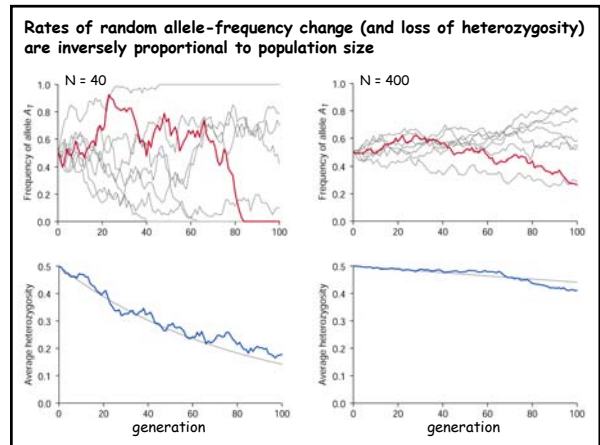 Rates of random allele-frequency change (and loss of heterozygosity)
are inversely proportional to population size
N = 40
N = 400
Frequency of allele A1
1.0
0.8
0.6
0.4
0.2
0.0
0 20 40 60 80 100
Frequency of allele A1
1.0
0.8
0.6
0.4
0.2
0.0
0 20 40 60 80 100
Average heterozygosity
0.5
0.4
0.3
0.2
0.1
0.0
0 20 40 60 80 100
generation
Average heterozygosity
0.5
0.4
0.3
0.2
0.1
0.0
0 20 40 60 80 100
generation